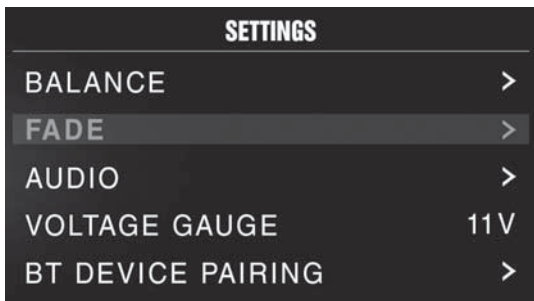 SETTINGS
BALANCE >
FADE >
AUDIO >
VOLTAGE GAUGE 11V
BT DEVICE PAIRING >